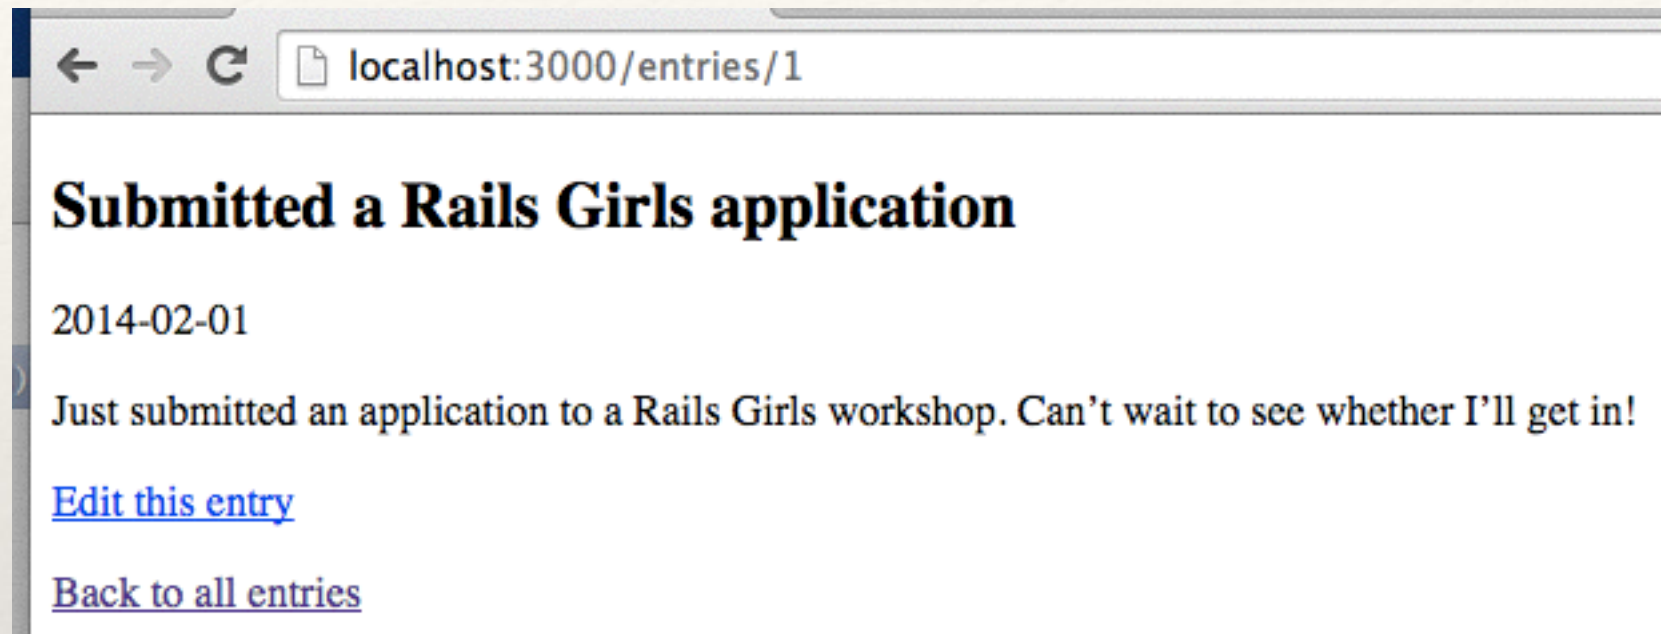 localhost:3000/entries/1
Submitted a Rails Girls application
2014-02-01
Just submitted an application to a Rails Girls workshop. Can’t wait to see whether I’ll get in!
Edit this entry
Back to all entries